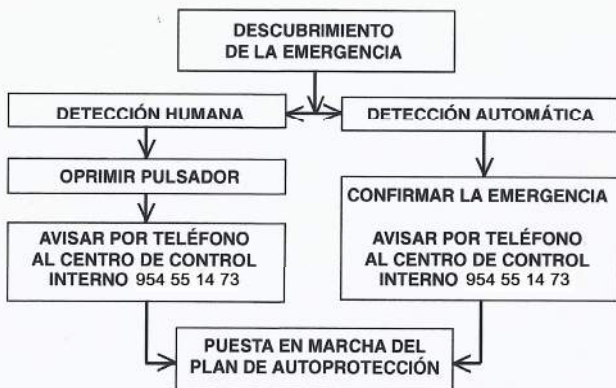 DESCUBRIMIENTO
DE LA EMERGENCIA
DETECCIÓN HUMANA
DETECCIÓN AUTOMÁTICA
OPRIMIR PULSADOR
CONFIRMAR LA EMERGENCIA
AVISAR POR TELÉFONO
AL CENTRO DE CONTROL
INTERNO 954 55 14 73
AVISAR POR TELÉFONO
AL CENTRO DE CONTROL
INTERNO 954 55 14 73
PUESTA EN MARCHA DEL
PLAN DE AUTOPROTECCIÓN